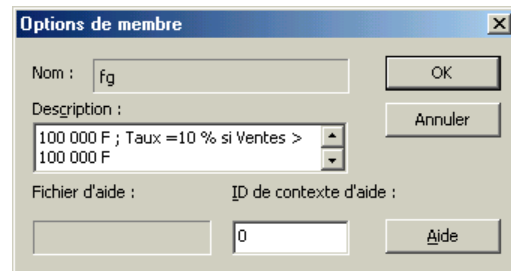 Options de membre
Nom : fg
OK
Description :
Annuler
100 000 F ; Taux =10 % si Ventes >
100 000 F
Fichier d'aide :
ID de contexte d'aide :
0
Aide